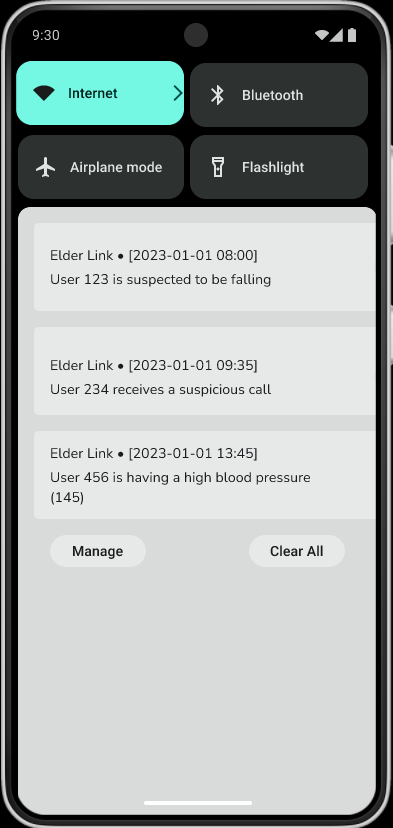 9:30
Internet
Bluetooth
Airplane mode
Flashlight
Elder Link • [2023-01-01 08:00]
User 123 is suspected to be falling
Elder Link • [2023-01-01 09:35]
User 234 receives a suspicious call
Elder Link • [2023-01-01 13:45]
User 456 is having a high blood pressure
(145)
Manage
Clear All